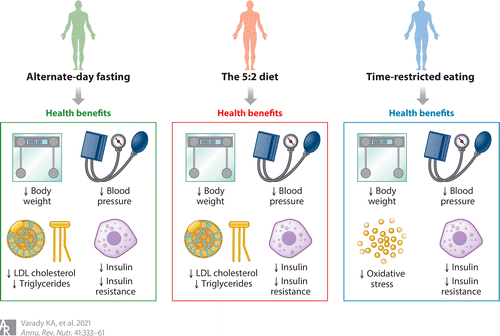 Alternate-day fasting
Health benefits
↓ Body
weight
↓ Blood
pressure
↓ LDL cholesterol
↓ Triglycerides
↓ Insulin
↓ Insulin
resistance
The 5:2 diet
Health benefits
↓ Body
weight
↓ Blood
pressure
↓ LDL cholesterol
↓ Triglycerides
↓ Insulin
↓ Insulin
resistance
Time-restricted eating
Health benefits
↓ Body
weight
↓ Blood
pressure
↓ Oxidative
stress
↓ Insulin
↓ Insulin
resistance
AR
Varady KA, et al. 2021
Annu. Rev. Nutr. 41:333–61